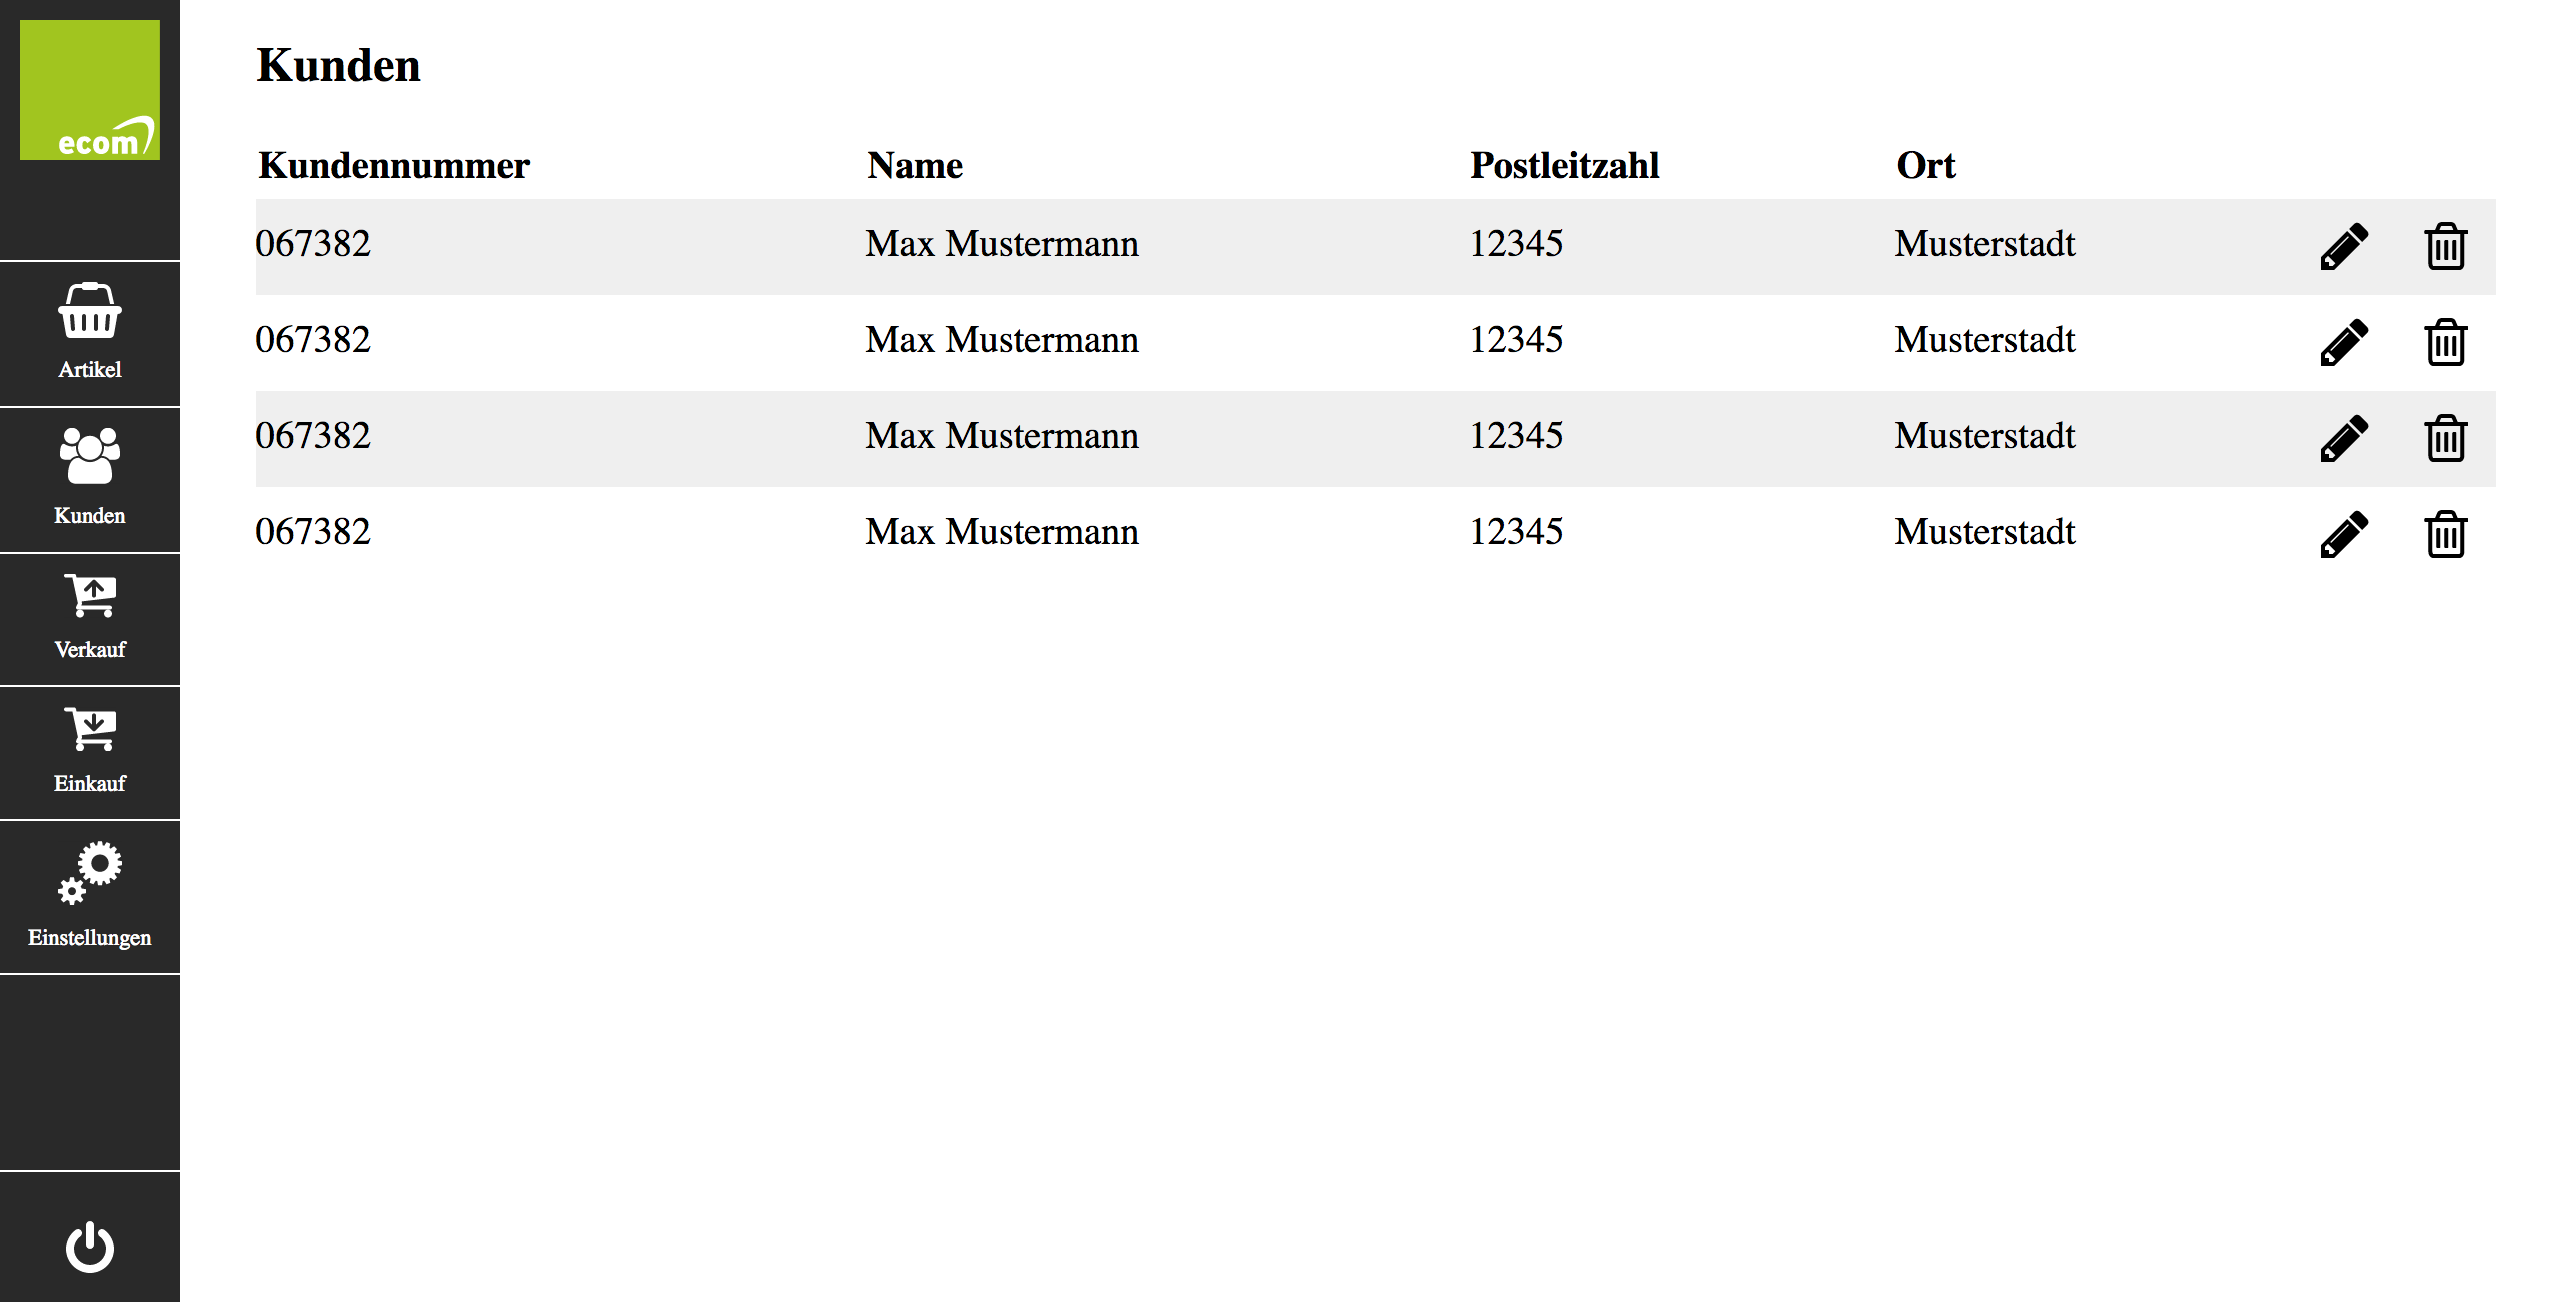 ecom
Artikel
Kunden
Verkauf
Einkauf
Einstellungen
Kunden
Kundennummer Name Postleitzahl Ort
067382 Max Mustermann 12345 Musterstadt
067382 Max Mustermann 12345 Musterstadt
067382 Max Mustermann 12345 Musterstadt
067382 Max Mustermann 12345 Musterstadt